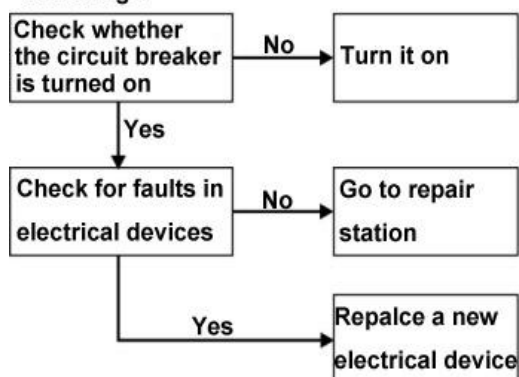 Check whether
the circuit breaker
is turned on
No
Turn it on
Yes
Check for faults in
electrical devices
No
Go to repair
station
Yes
Repalce a new
electrical device